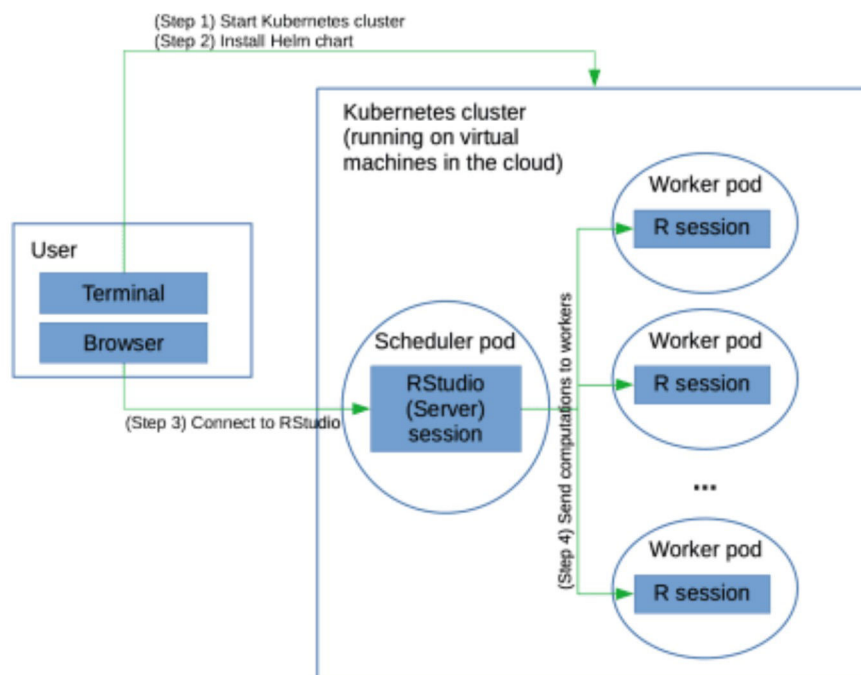 (Step 1) Start Kubernetes cluster
(Step 2) Install Helm chart
Kubernetes cluster
(running on virtual
machines in the cloud)
User
Terminal
Browser
(Step 3) Connect to RStudio
Scheduler pod
RStudio
(Server)
session
(Step 4) Send computations to workers
Worker pod
R session
Worker pod
R session
...
Worker pod
R session